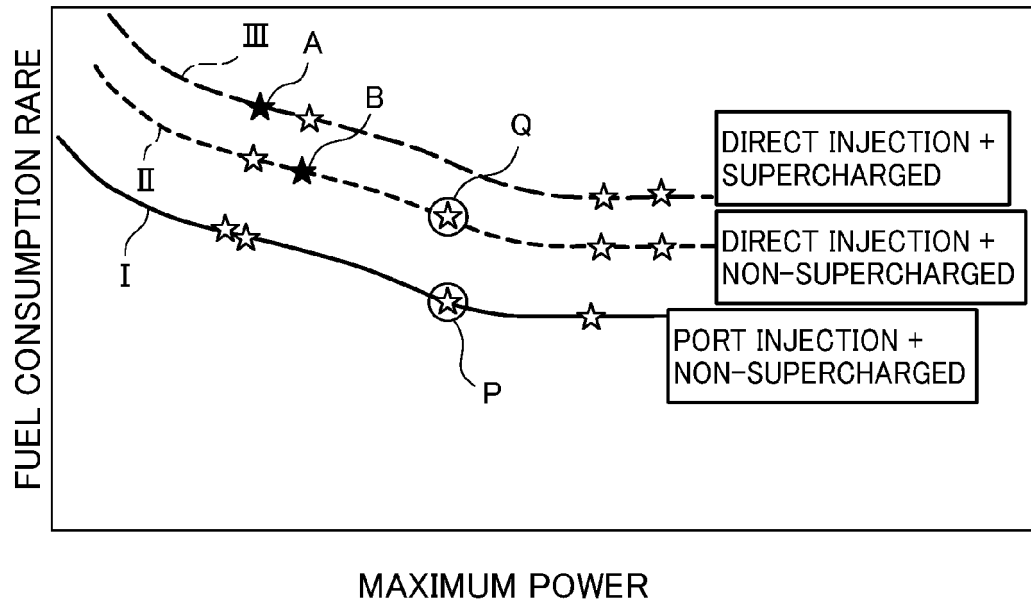 FUEL CONSUMPTION RARE
III
A
B
Q
II
I
P
DIRECT INJECTION +
SUPERCHARGED
DIRECT INJECTION +
NON-SUPERCHARGED
PORT INJECTION +
NON-SUPERCHARGED
MAXIMUM POWER